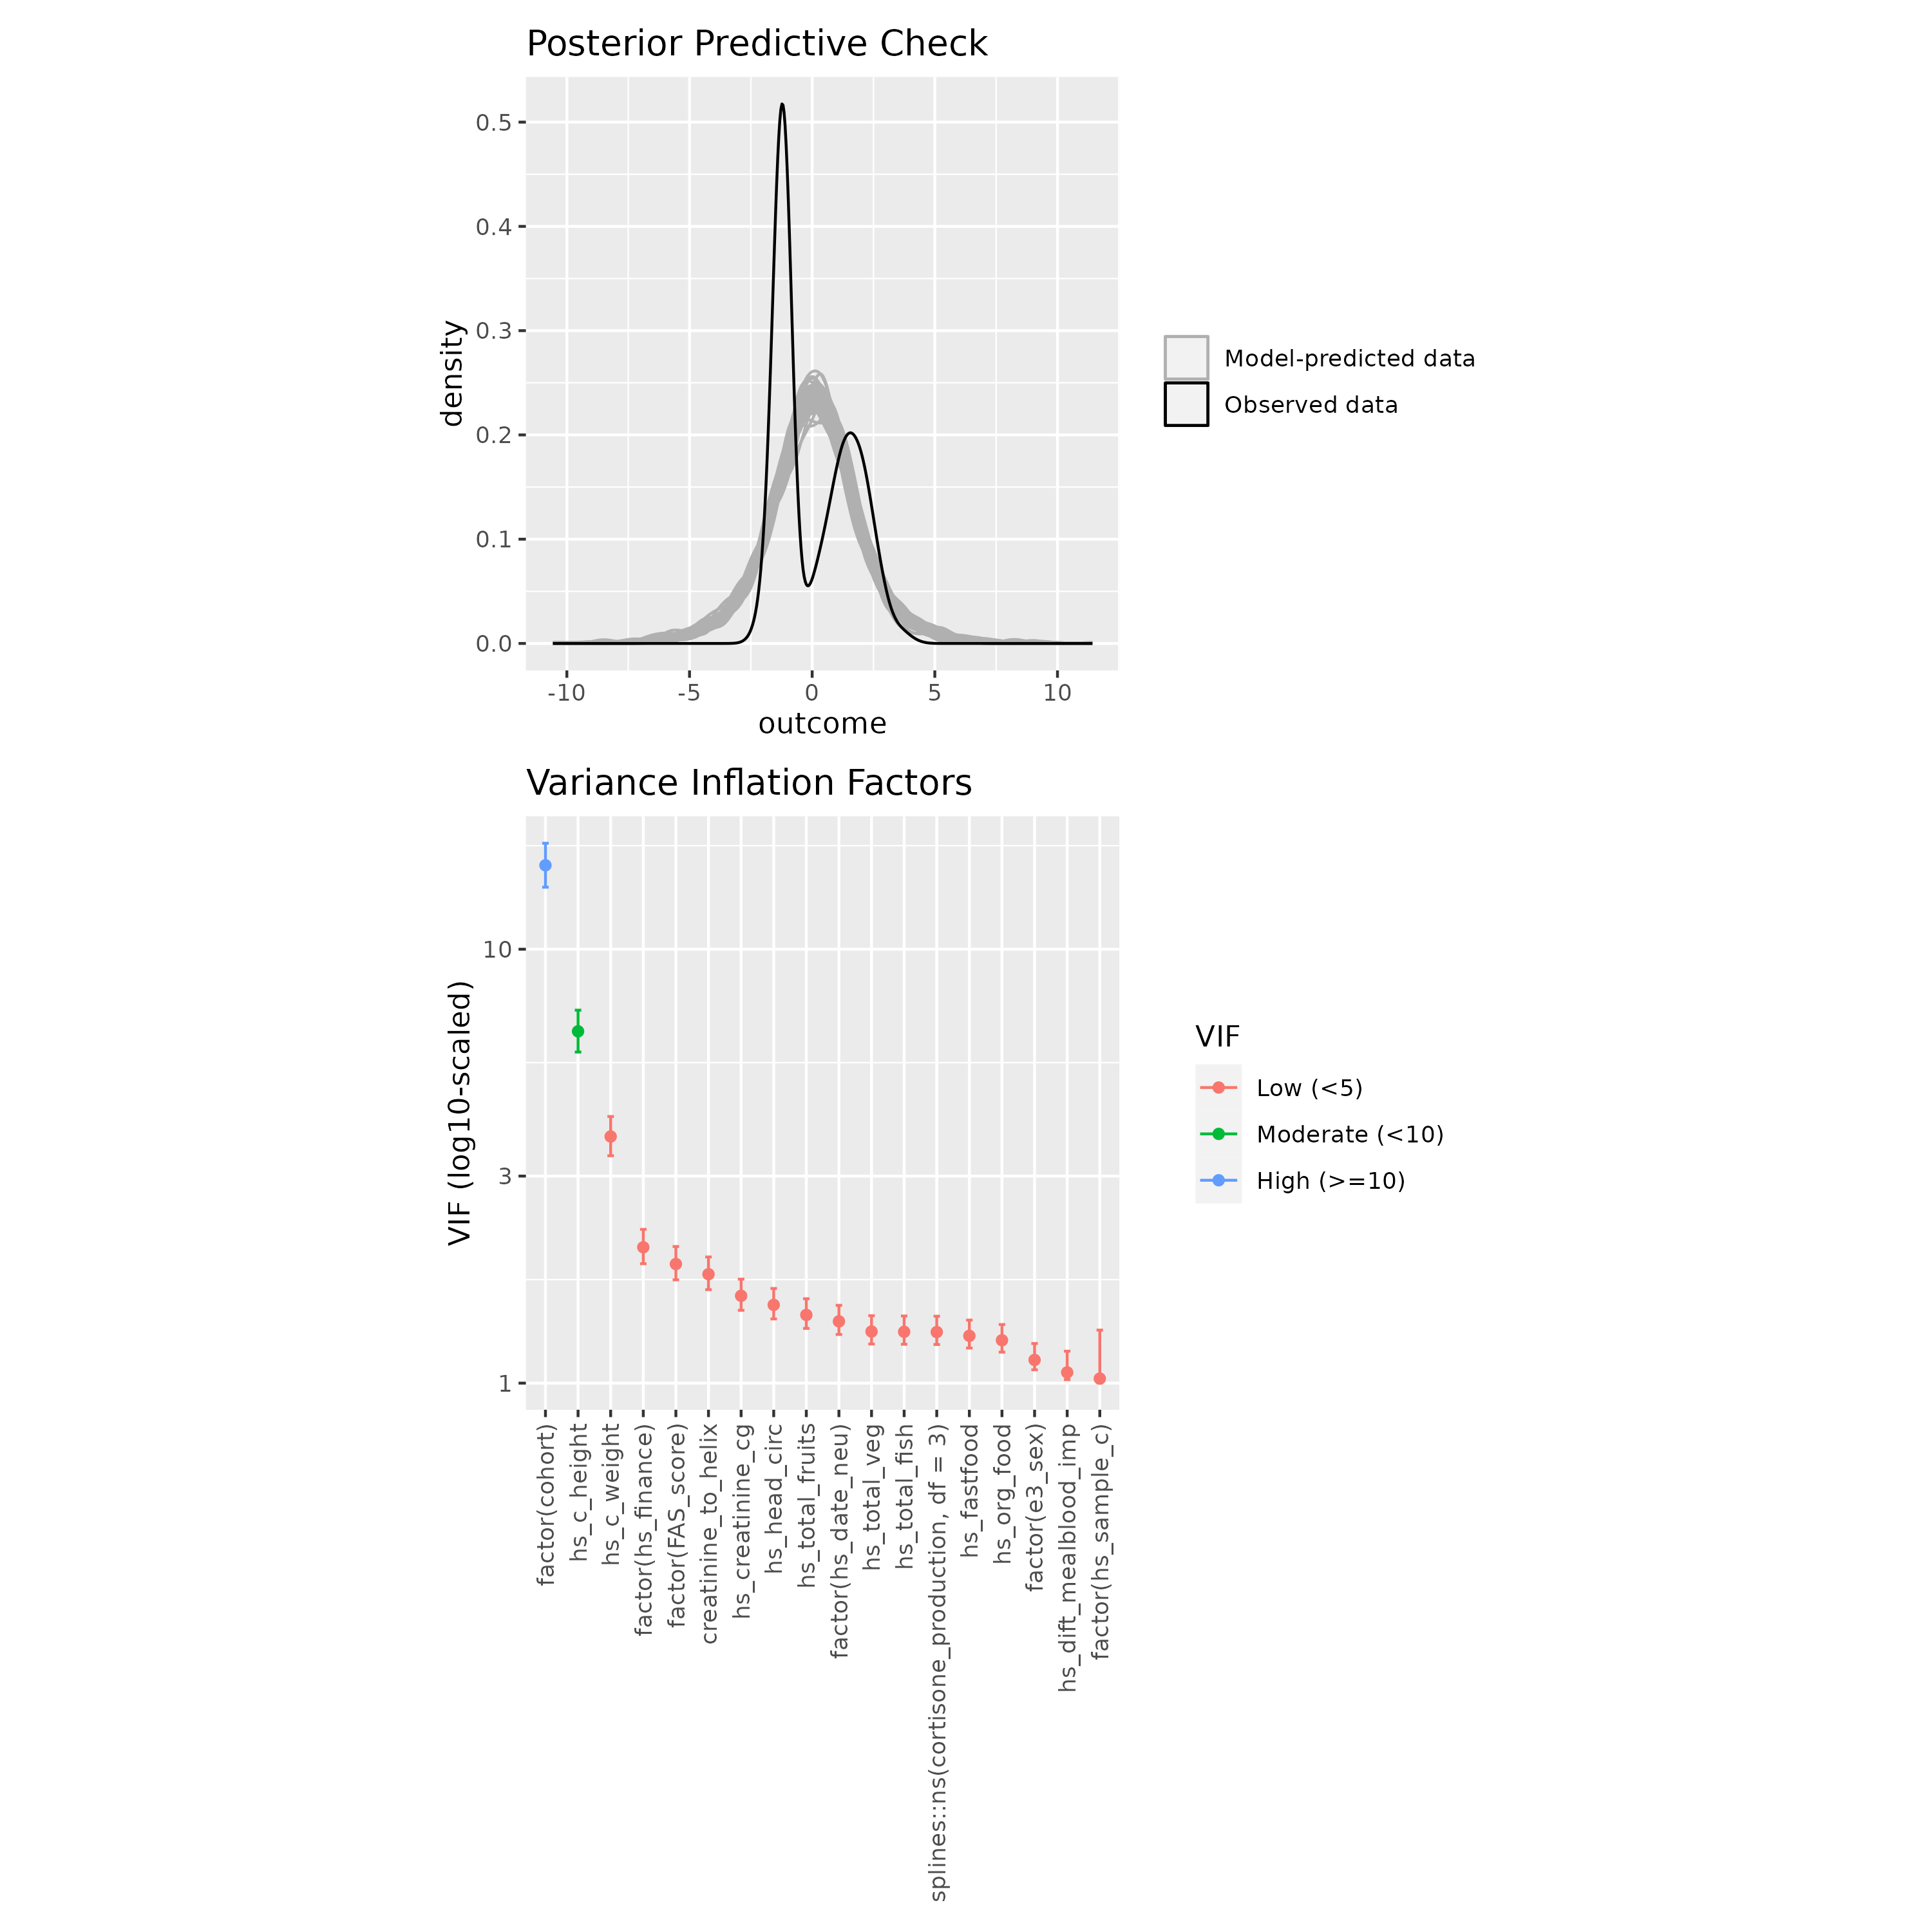 Posterior Predictive Check
0.5
0.4
0.3
0.2
0.1
0.0
density
-10 -5 0 5 10
outcome
Model-predicted data
Observed data
Variance Inflation Factors
10
3
1
VIF (log10-scaled)
factor(cohort)
hs_c_height
hs_c_weight
factor(hs_finance)
factor(FAS_score)
creatinine_to_helix
hs_creatinine_cg
hs_head_circ
hs_total_fruits
factor(hs_date_neu)
hs_total_veg
hs_total_fish
splines::ns(cortisone_production, df = 3)
hs_fastfood
hs_org_food
factor(e3_sex)
hs_dift_mealblood_imp
factor(hs_sample_c)
VIF
Low (<5)
Moderate (<10)
High (>=10)